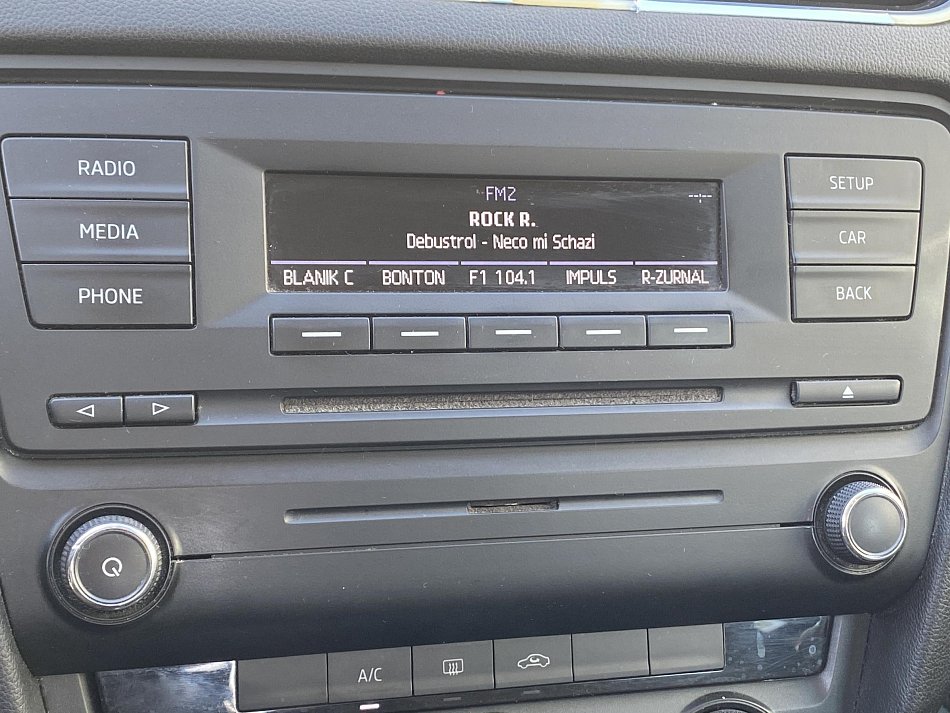 RADIO
MEDIA
PHONE
FM2
--:--
ROCK R.
Debustrol - Neco mi Schazi
BLANIK C BONTON F1 104.1 IMPULS R-ZURNAL
SETUP
CAR
BACK
A/C